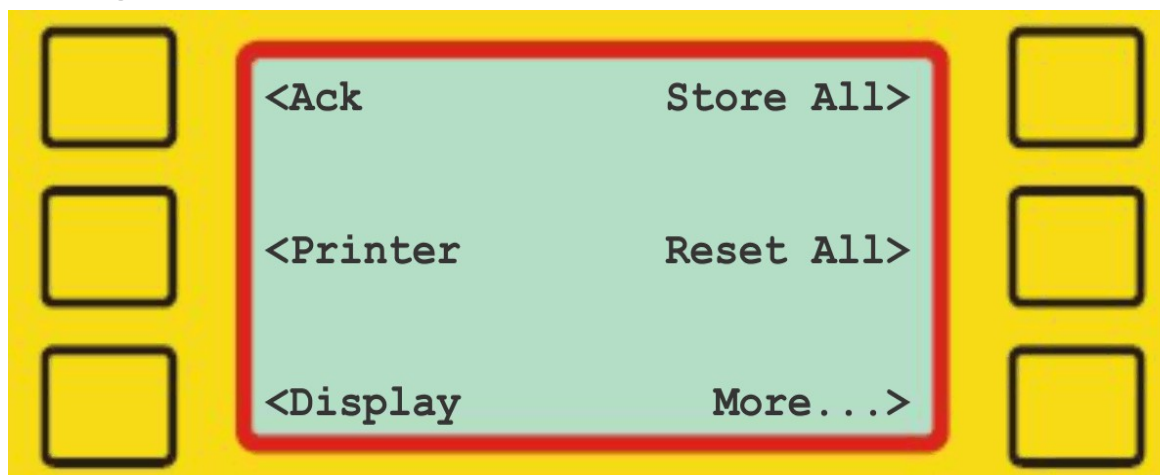 <Ack Store All>
<Printer Reset All>
<Display More...>